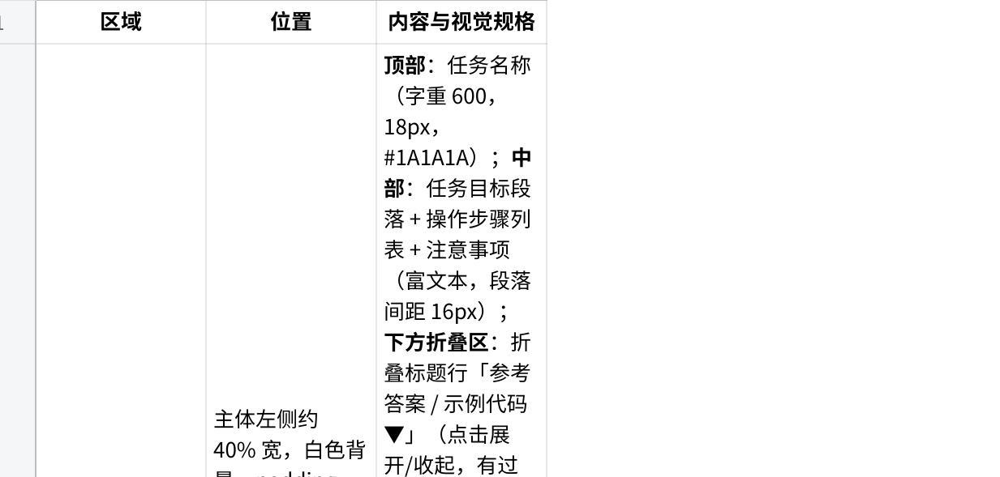 区域 位置 内容与视觉规格
顶部：任务名称
（字重 600，
18px，
#1A1A1A）；中
部：任务目标段
落 + 操作步骤列
表 + 注意事项
（富文本，段落
间距 16px）；
下方折叠区：折
叠标题行「参考
答案 / 示例代码
▼」（点击展
开/收起，有过
主体左侧约
40% 宽，白色背